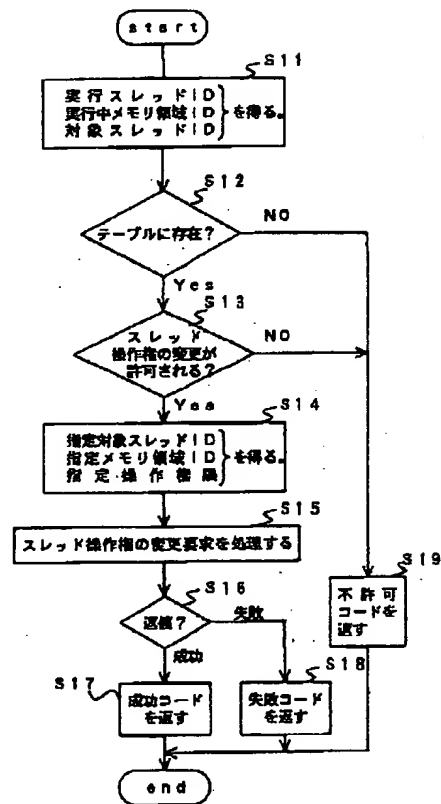 start
S11
実行スレッドID
実行中メモリ領域ID
対象スレッドID
を得る。
S12
テーブルに存在?
NO
Yes
S13
スレッド
操作権の変更が
許可される?
NO
Yes
S14
指定対象スレッドID
指定メモリ領域ID
指定操作権限
を得る。
S15
スレッド操作権の変更要求を処理する
S16
返値?
失敗
成功
S17
成功コード
を返す
S18
失敗コード
を返す
S19
不許可
コードを
返す
end